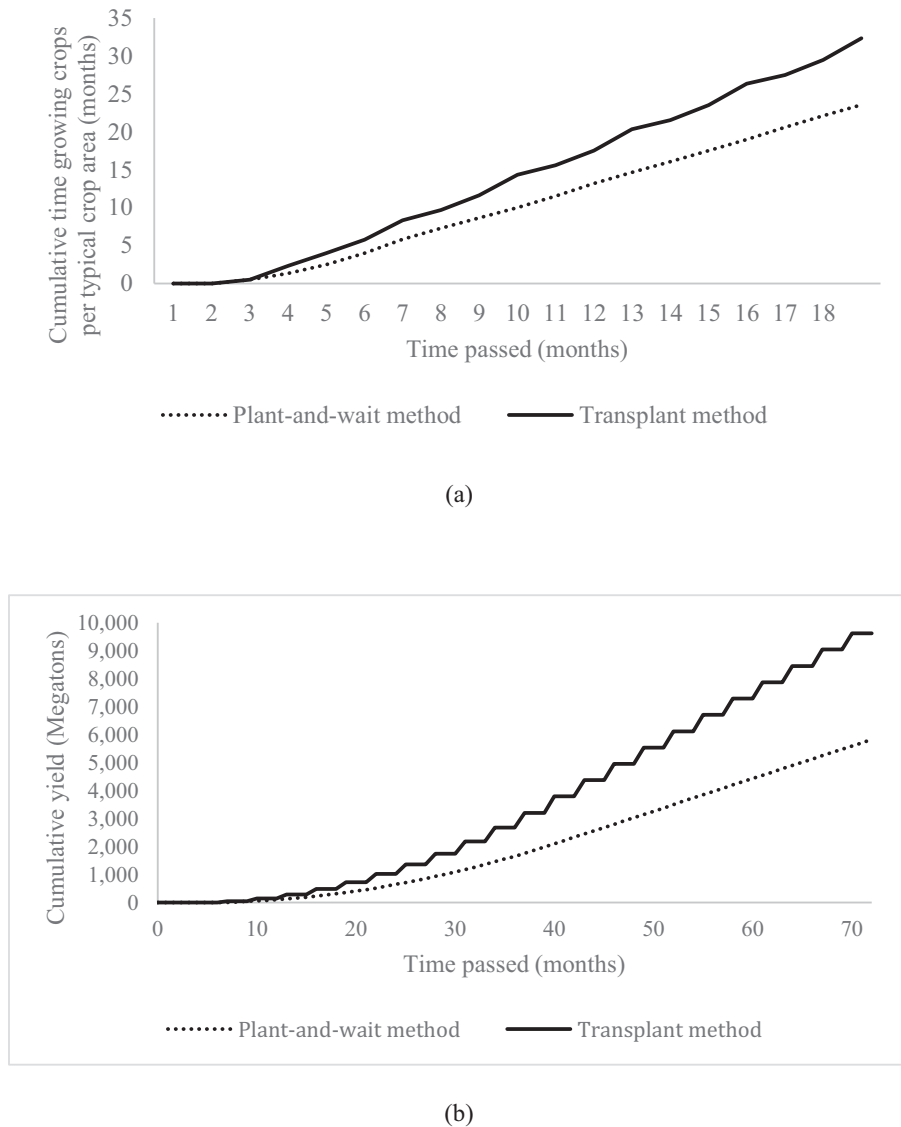 35
30
25
20
15
10
5
0
Cumulative time growing crops
per typical crop area (months)
1 2 3 4 5 6 7 8 9 10 11 12 13 14 15 16 17 18
Time passed (months)
Plant-and-wait method Transplant method
(a)
10,000
9,000
8,000
7,000
6,000
5,000
4,000
3,000
2,000
1,000
0
Cumulative yield (Megatons)
0 10 20 30 40 50 60 70
Time passed (months)
Plant-and-wait method Transplant method
(b)